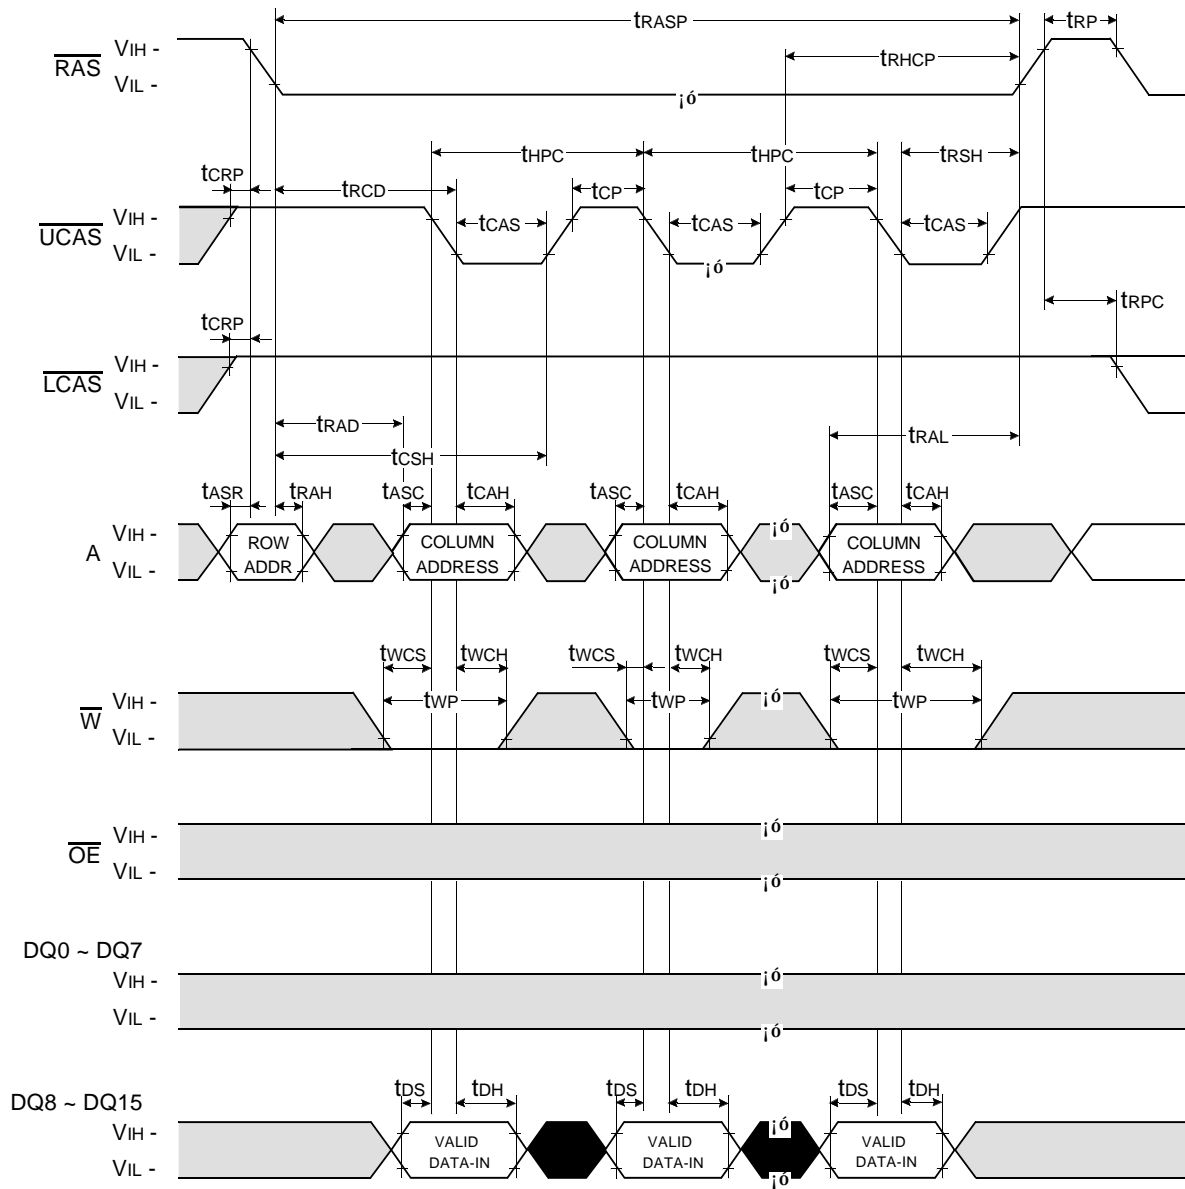 tRASP tRP
RAS VIH - tRHCP
VIL -
¡ó
tHPC tHPC tRSH
tCRP tRCD tCP tCP
UCAS VIH - tCAS tCAS tCAS
VIL -
¡ó
tRPC
tCRP
LCAS VIH -
VIL -
tRAD tRAL
tCSH
tASR tRAH tASC tCAH tASC tCAH tASC tCAH
A VIH - ROW COLUMN COLUMN ¡ó COLUMN
VIL - ADDR ADDRESS ADDRESS ¡ó ADDRESS
tWCS tWCH tWCS tWCH tWCS tWCH
W VIH - tWP tWP ¡ó tWP
VIL -
OE VIH - ¡ó
VIL - ¡ó
DQ0 ~ DQ7
VIH - ¡ó
VIL - ¡ó
tDS tDH tDS tDH tDS tDH
DQ8 ~ DQ15
VIH - VALID VALID ¡ó VALID
VIL - DATA-IN DATA-IN ¡ó DATA-IN